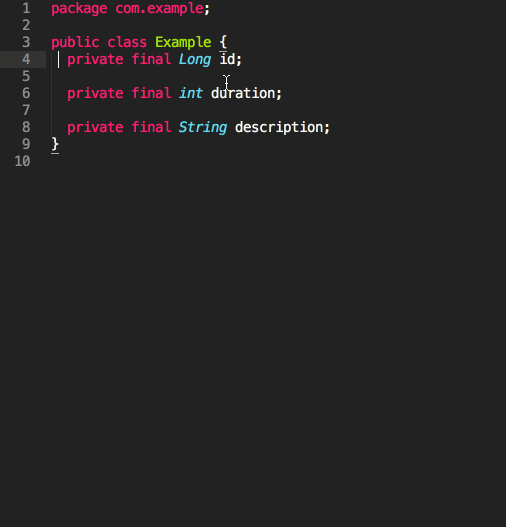 1 package com.example;
2
3 public class Example {
4 private final Long id;
5
6 private final int duration;
7
8 private final String description;
9 }
10